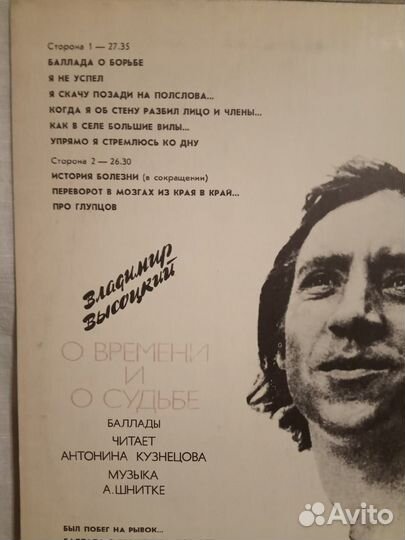 Сторона 1 — 27.35
БАЛЛАДА О БОРЬБЕ
Я НЕ УСПЕЛ
Я СКАЧУ ПОЗАДИ НА ПОЛСЛОВА...
КОГДА Я ОБ СТЕНУ РАЗБИЛ ЛИЦО И ЧЛЕНЫ...
КАК В СЕЛЕ БОЛЬШИЕ ВИЛЫ...
УПРЯМО Я СТРЕМЛЮСЬ КО ДНУ
Сторона 2 — 26.30
ИСТОРИЯ БОЛЕЗНИ (в сокращении)
ПЕРЕВОРОТ В МОЗГАХ ИЗ КРАЯ В КРАЙ...
ПРО ГЛУПЦОВ
Владимир
Высоцкий
О ВРЕМЕНИ
И
О СУДЬБЕ
БАЛЛАДЫ
ЧИТАЕТ
АНТОНИНА КУЗНЕЦОВА
МУЗЫКА
А.ШНИТКЕ
БЫЛ ПОБЕГ НА РЫВОК...
Avito